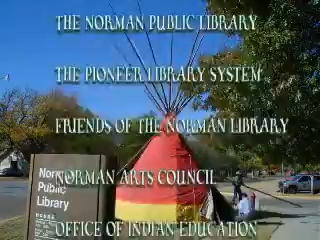 THE NORMAN PUBLIC LIBRARY
THE PIONEER LIBRARY SYSTEM
FRIENDS OF THE NORMAN LIBRARY
NORMAN ARTS COUNCIL
OFFICE OF INDIAN EDUCATION
Public
Library